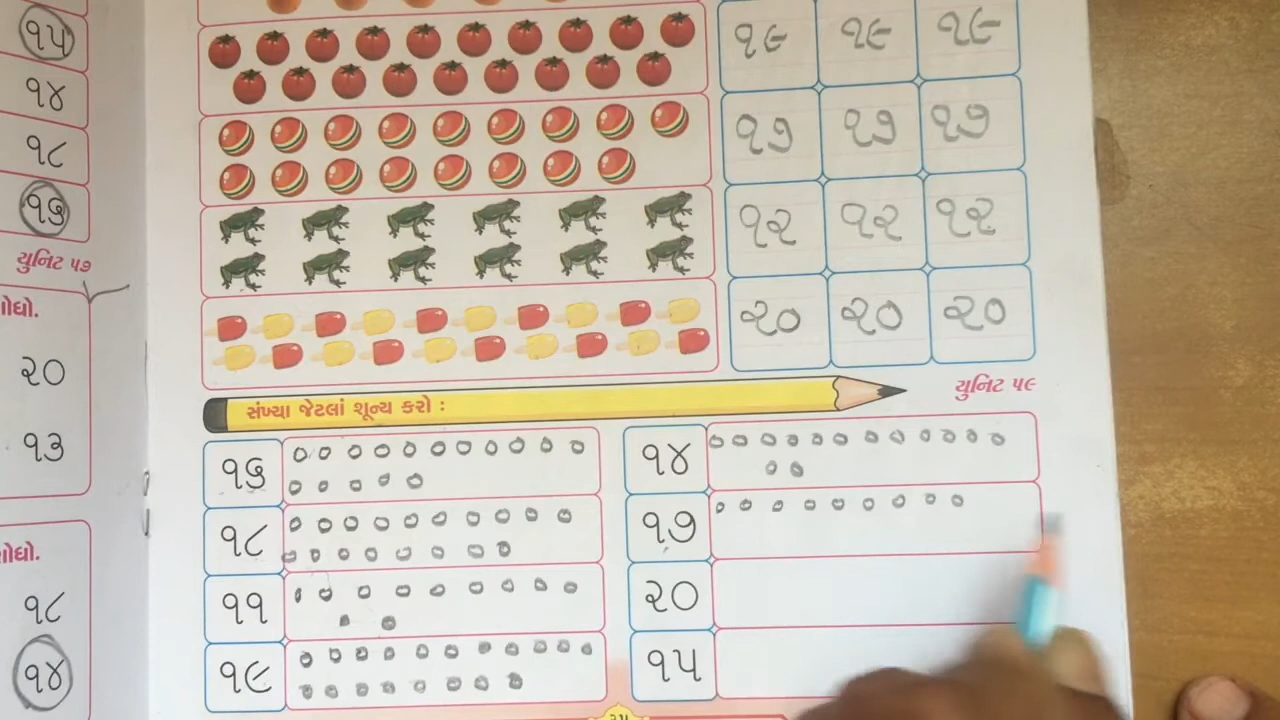 ૧૫
૧૪
૧૮
૧૬
યુનિટ ૫૭
શોધો.
૨૦
૧૩
શોધો.
૧૮
૧૪
૧૯ ૧૯ ૧૯
૧૭ ૧૭ ૧૭
૧૨ ૧૨ ૧૨
૨૦ ૨૦ ૨૦
યુનિટ ૫૯
સંખ્યા જેટલાં શૂન્ય કરો :
૧૬
૧૮
૧૧
૧૯
૧૪
૧૭
૨૦
૧૫